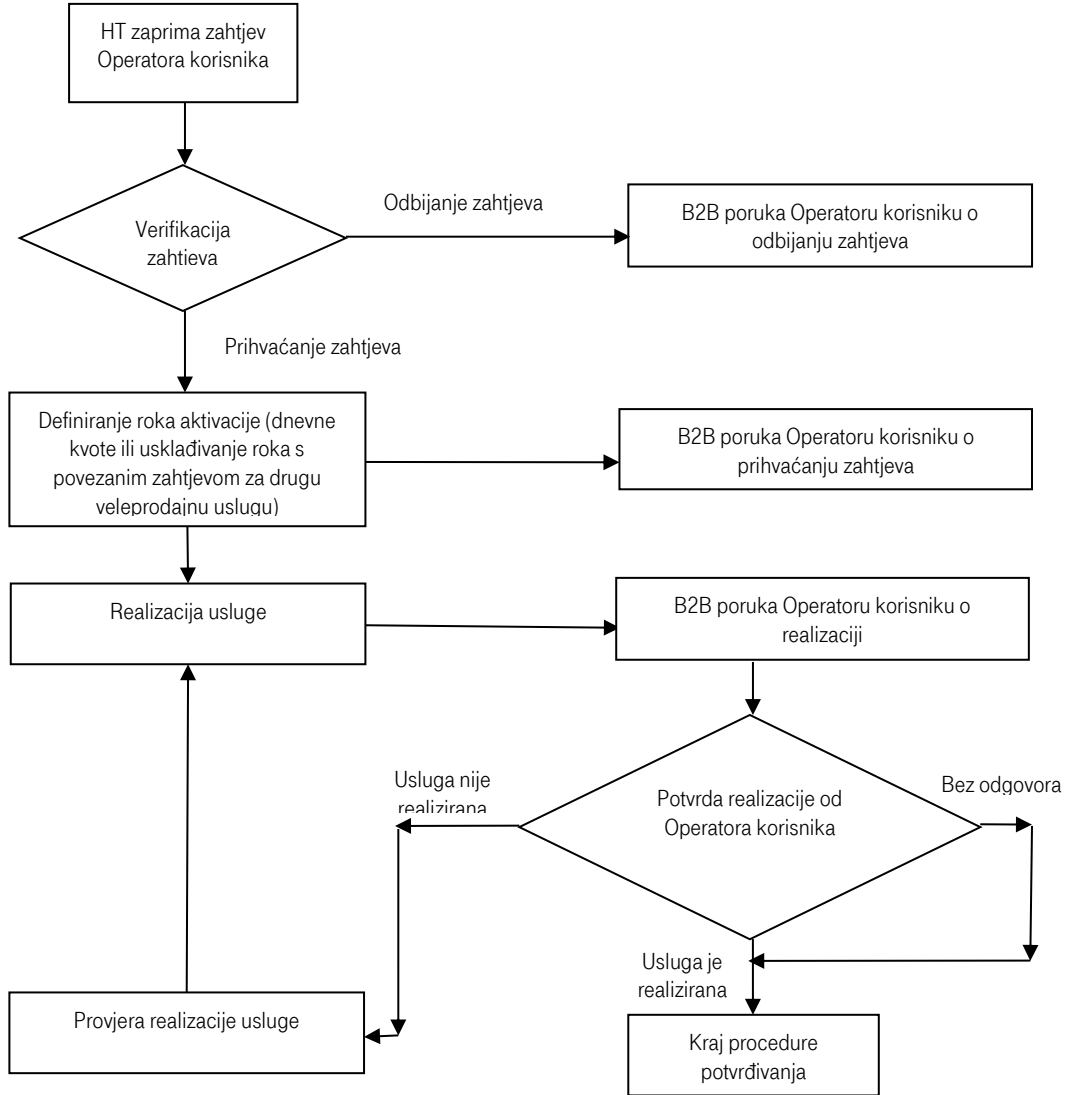 HT zaprima zahtjev
Operatora korisnika
Odbijanje zahtjeva
B2B poruka Operatoru korisniku o
odbijanju zahtjeva
Verifikacija
zahtieva
Prihvaćanje zahtjeva
Definiranje roka aktivacije (dnevne
kvote ili usklađivanje roka s
povezanim zahtjevom za drugu
veleprodajnu uslugu)
B2B poruka Operatoru korisniku o
prihvaćanju zahtjeva
Realizacija usluge
B2B poruka Operatoru korisniku o
realizaciji
Usluga nije
realizirana
Potvrda realizacije od
Operatora korisnika
Bez odgovora
Usluga je
realizirana
Provjera realizacije usluge
Kraj procedure
potvrđivanja